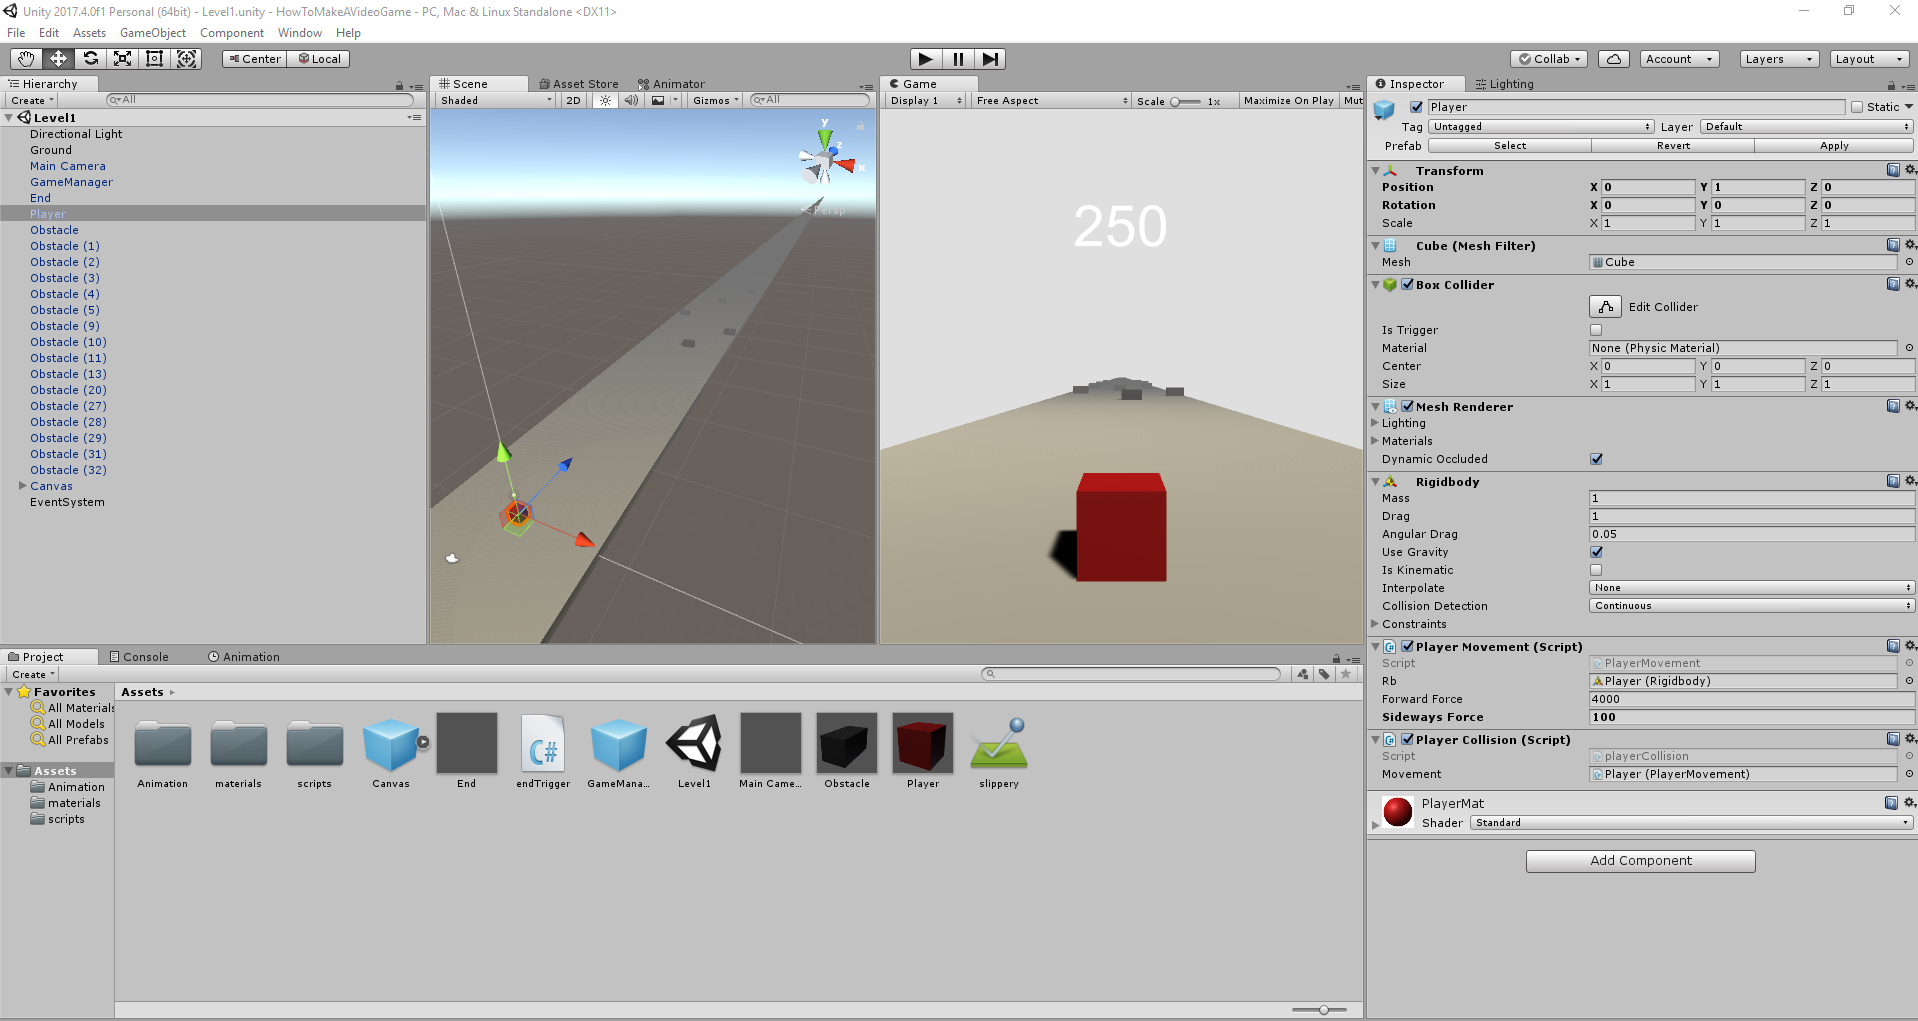 Unity 2017.4.0f1 Personal (64bit) - Level1.unity - HowToMakeAVideoGame - PC, Mac & Linux Standalone <DX11>
File Edit Assets GameObject Component Window Help
Center Local Collab Account Layers Layout
Hierarchy
Create All
Level1
Directional Light
Ground
Main Camera
GameManager
End
Player
Obstacle
Obstacle (1)
Obstacle (2)
Obstacle (3)
Obstacle (4)
Obstacle (5)
Obstacle (9)
Obstacle (10)
Obstacle (11)
Obstacle (13)
Obstacle (20)
Obstacle (27)
Obstacle (28)
Obstacle (29)
Obstacle (31)
Obstacle (32)
Canvas
EventSystem
Scene Asset Store Animator
Shaded 2D Gizmos All
y
z
x
Persp
Game
Display 1 Free Aspect Scale 1x Maximize On Play Mut
250
Inspector Lighting
Player Static
Tag Untagged Layer Default
Prefab Select Revert Apply
Transform
Position X 0 Y 1 Z 0
Rotation X 0 Y 0 Z 0
Scale X 1 Y 1 Z 1
Cube (Mesh Filter)
Mesh Cube
Box Collider
Edit Collider
Is Trigger
Material None (Physic Material)
Center X 0 Y 0 Z 0
Size X 1 Y 1 Z 1
Mesh Renderer
Lighting
Materials
Dynamic Occluded
Rigidbody
Mass 1
Drag 1
Angular Drag 0.05
Use Gravity
Is Kinematic
Interpolate None
Collision Detection Continuous
Constraints
Player Movement (Script)
Script PlayerMovement
Rb Player (Rigidbody)
Forward Force 4000
Sideways Force 100
Player Collision (Script)
Script playerCollision
Movement Player (PlayerMovement)
PlayerMat
Shader Standard
Add Component
Project Console Animation
Create
Favorites
All Materials
All Models
All Prefabs
Assets
Animation
materials
scripts
Assets
C#
Animation materials scripts Canvas End endTrigger GameMana... Level1 Main Came... Obstacle Player slippery